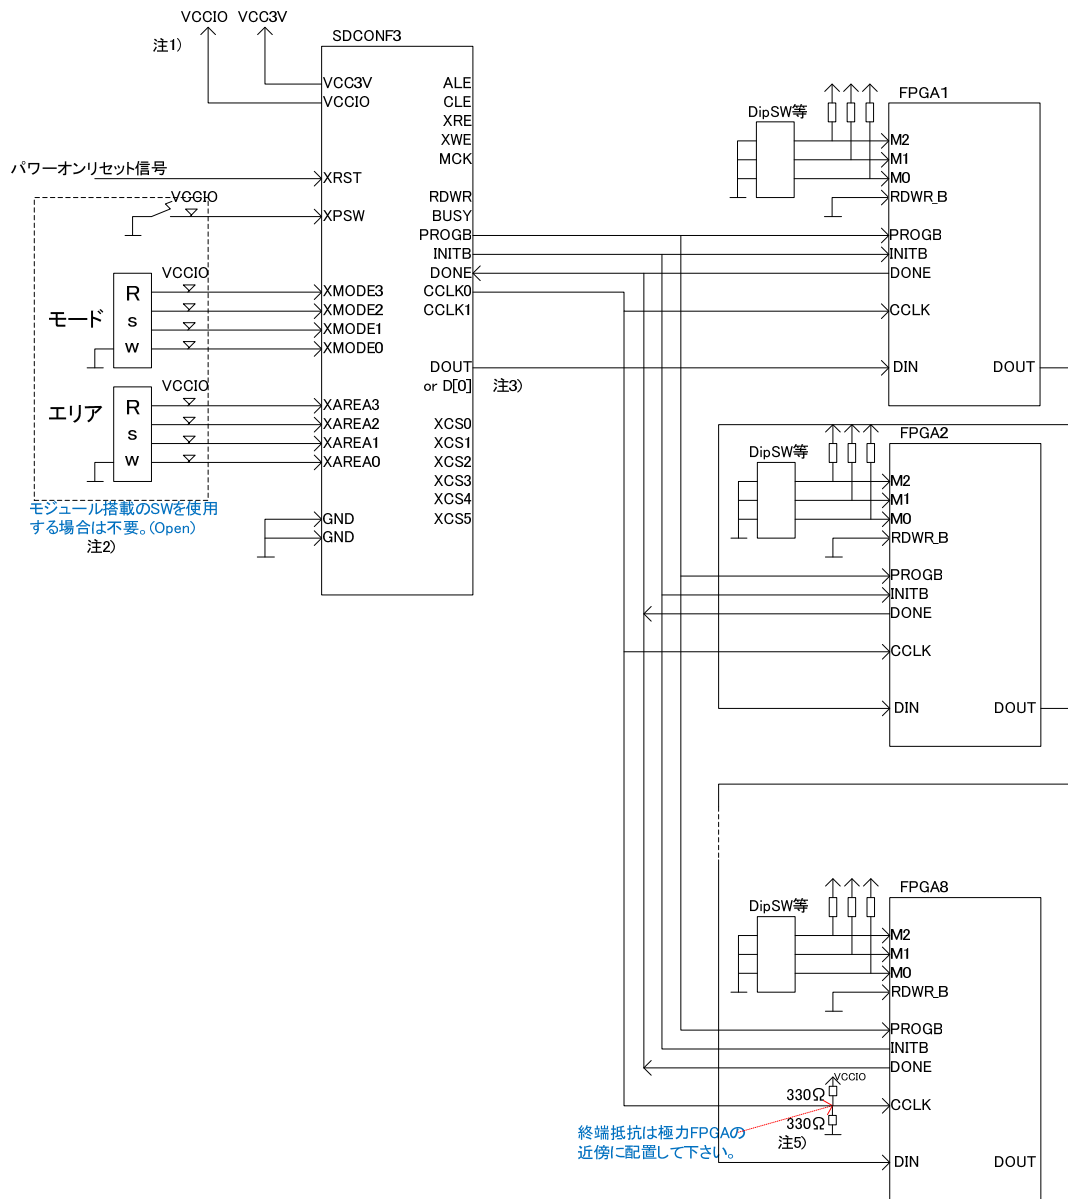 VCCIO VCC3V
注1)
SDCONF3
VCC3V
VCCIO
パワーオンリセット信号
XRST
VCCIO
XPSW
VCCIO
モード
R
s
w
XMODE3
XMODE2
XMODE1
XMODE0
VCCIO
エリア
R
s
w
XAREA3
XAREA2
XAREA1
XAREA0
モジュール搭載のSWを使用
する場合は不要。(Open)
注2)
GND
GND
ALE
CLE
XRE
XWE
MCK
RDWR
BUSY
PROGB
INITB
DONE
CCLK0
CCLK1
DOUT
or D[0]
注3)
XCS0
XCS1
XCS2
XCS3
XCS4
XCS5
FPGA1
DipSW等
M2
M1
M0
RDWR_B
PROGB
INITB
DONE
CCLK
DIN DOUT
FPGA2
DipSW等
M2
M1
M0
RDWR_B
PROGB
INITB
DONE
CCLK
DIN DOUT
FPGA8
DipSW等
M2
M1
M0
RDWR_B
PROGB
INITB
DONE
VCCIO
330Ω
CCLK
330Ω
注5)
終端抵抗は極力FPGAの
近傍に配置して下さい。
DIN DOUT